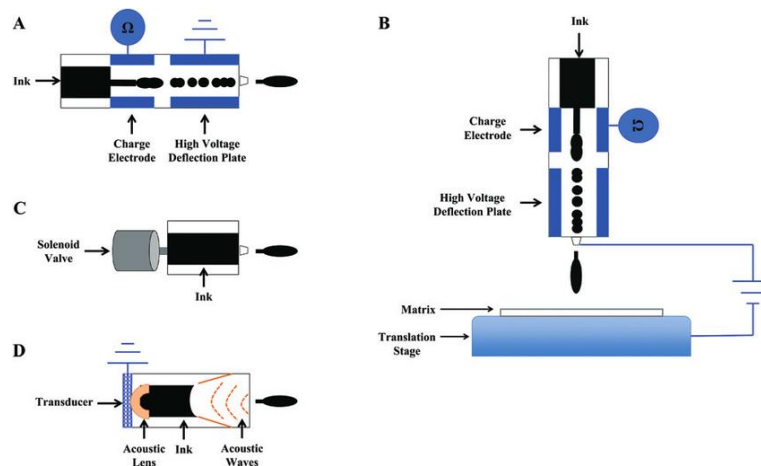 A
Ω
Ink
Charge
Electrode
High Voltage
Deflection Plate
B
Ink
Charge
Electrode
Ω
High Voltage
Deflection Plate
Matrix
Translation
Stage
C
Solenoid
Valve
Ink
D
Transducer
Acoustic
Lens
Ink
Acoustic
Waves